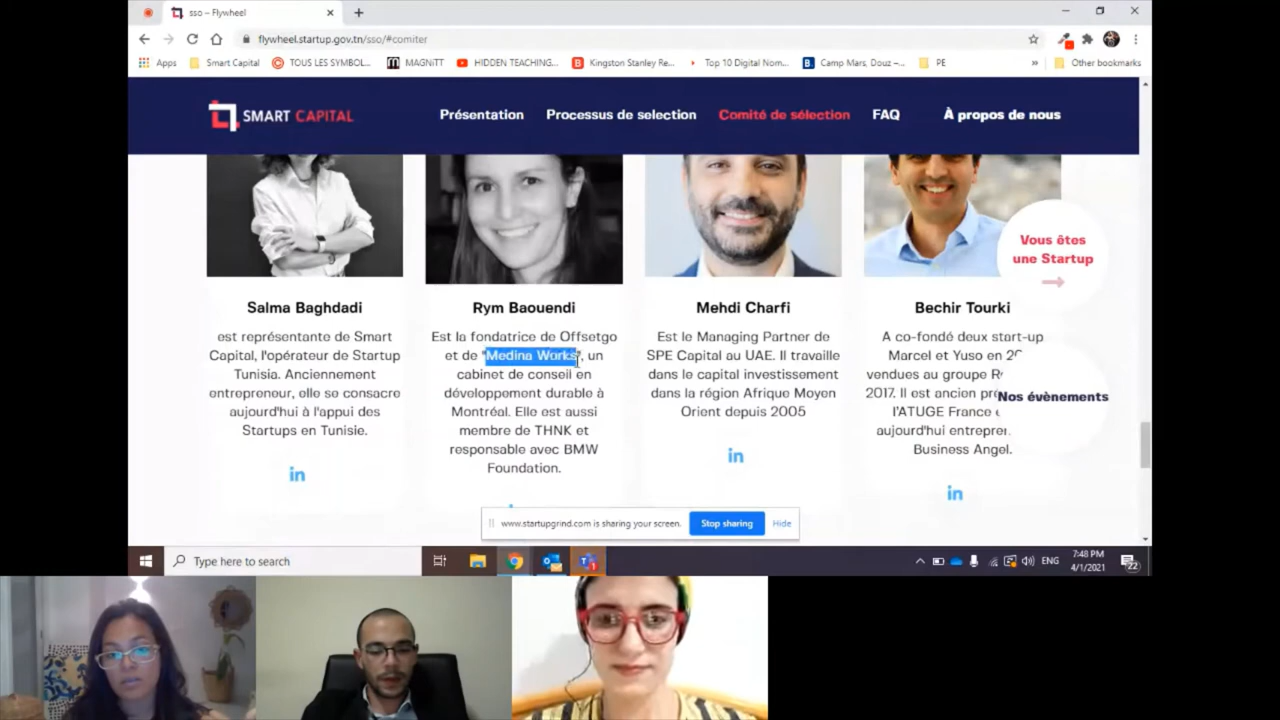 sso – Flywheel
flywheel.startup.gov.tn/sso/#comiter
Apps Smart Capital TOUS LES SYMBOL... MAGNiTT HIDDEN TEACHING... Kingston Stanley Re... Top 10 Digital Nom... Camp Mars, Douz –... PE » Other bookmarks
SMART CAPITAL Présentation Processus de selection Comité de sélection FAQ À propos de nous
Vous êtes
une Startup
Salma Baghdadi
est représentante de Smart
Capital, l'opérateur de Startup
Tunisia. Anciennement
entrepreneur, elle se consacre
aujourd'hui à l'appui des
Startups en Tunisie.
in
Rym Baouendi
Est la fondatrice de Offsetgo
et de "Medina Works", un
cabinet de conseil en
développement durable à
Montréal. Elle est aussi
membre de THNK et
responsable avec BMW
Foundation.
Mehdi Charfi
Est le Managing Partner de
SPE Capital au UAE. Il travaille
dans le capital investissement
dans la région Afrique Moyen
Orient depuis 2005
in
Bechir Tourki
A co-fondé deux start-up
Marcel et Yuso en
vendues au groupe
2017. Il est ancien
l'ATUGE France
aujourd'hui
Business Angel.
in
Nos évènements
www.startupgrind.com is sharing your screen. Stop sharing Hide
Type here to search
ENG
7:48 PM
4/1/2021
22